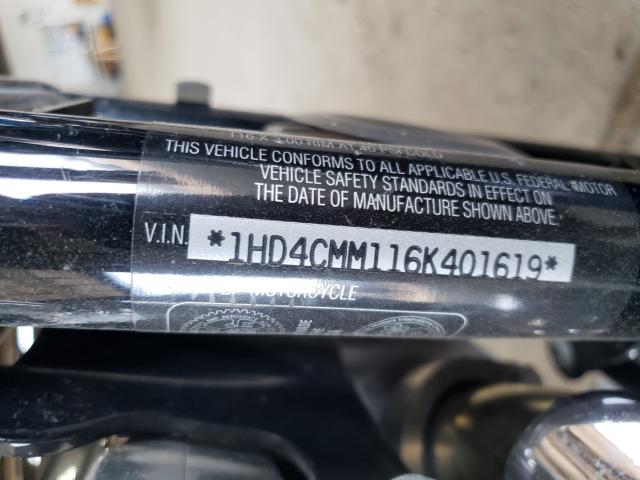 THIS VEHICLE CONFORMS TO ALL APPLICABLE U.S. FEDERAL MOTOR
VEHICLE SAFETY STANDARDS IN EFFECT ON
THE DATE OF MANUFACTURE SHOWN ABOVE.
V.I.N. *1HD4CMM116K401619*
MOTORCYCLE